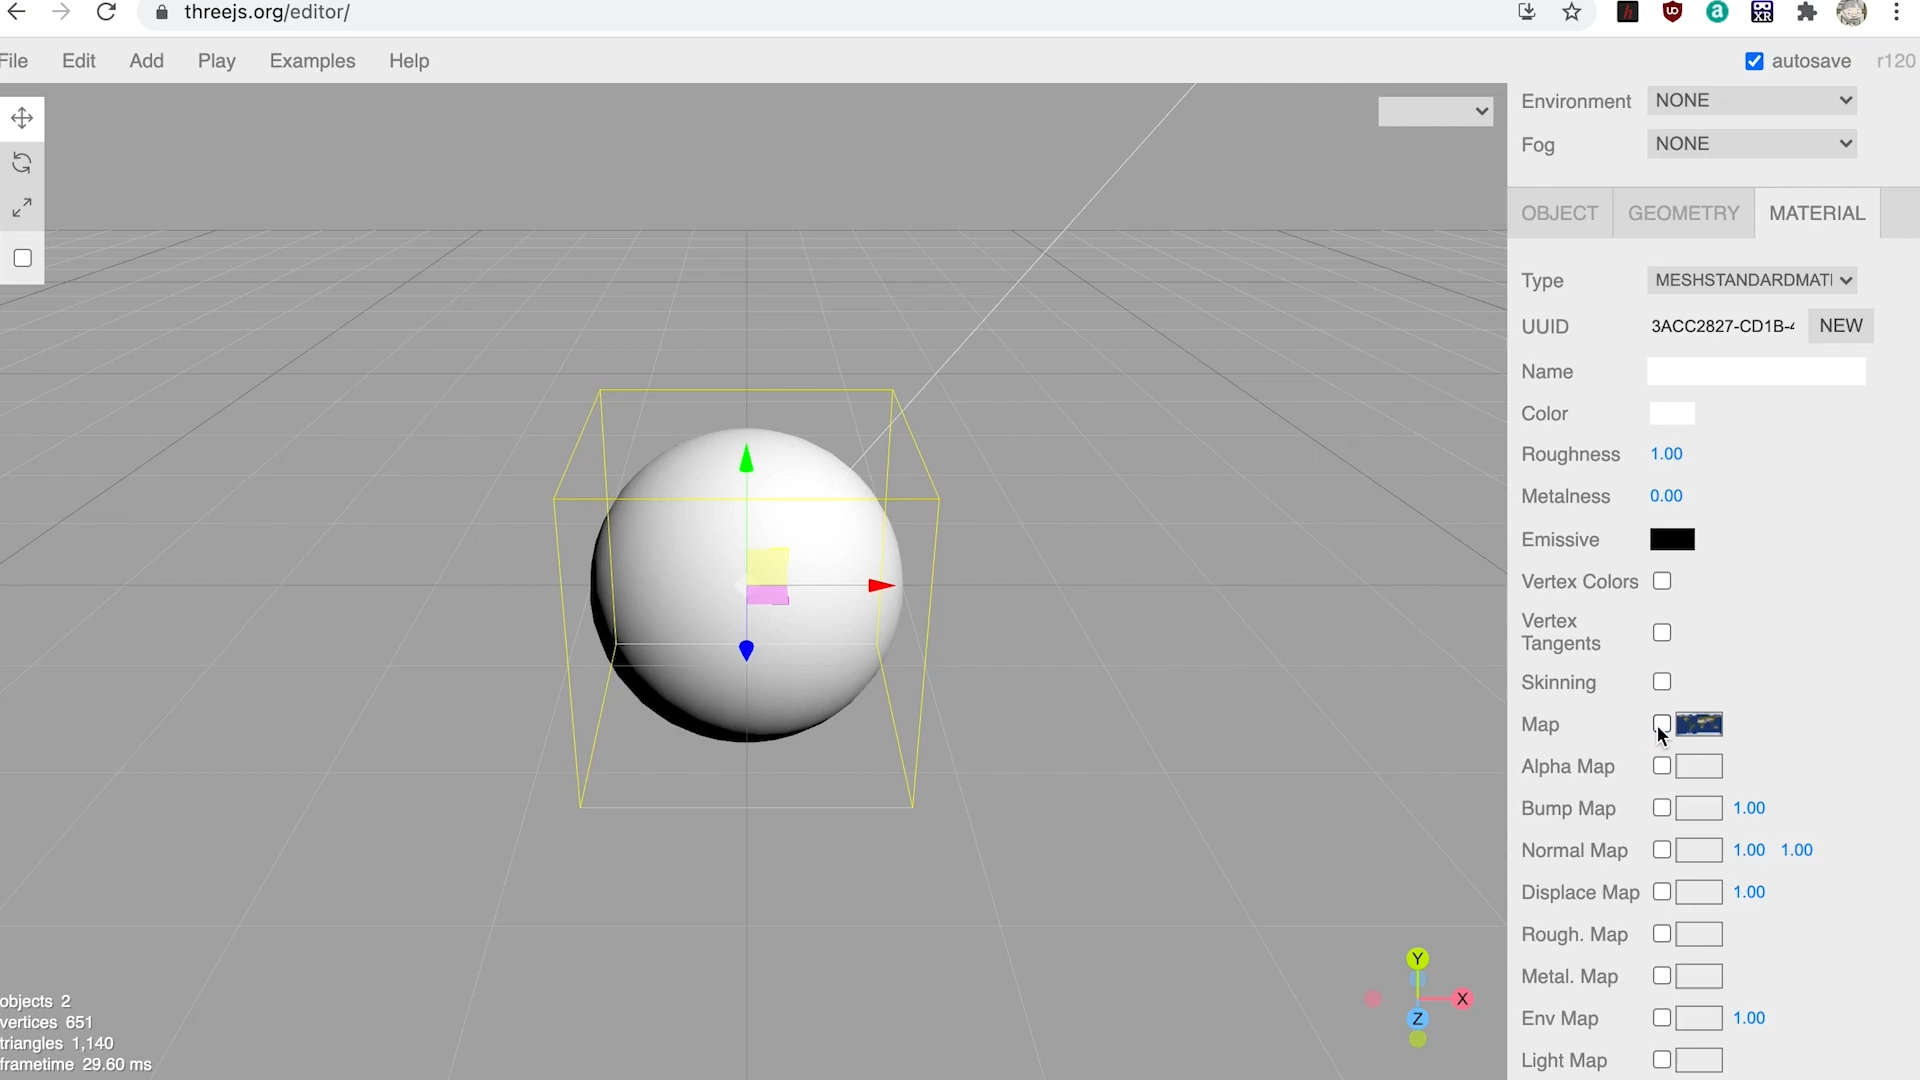 threejs.org/editor/
File Edit Add Play Examples Help
autosave r120
Environment NONE
Fog NONE
OBJECT GEOMETRY MATERIAL
Type MESHSTANDARDMATI
UUID 3ACC2827-CD1B-4 NEW
Name
Color
Roughness 1.00
Metalness 0.00
Emissive
Vertex Colors
Vertex
Tangents
Skinning
Map
Alpha Map
Bump Map 1.00
Normal Map 1.00 1.00
Displace Map 1.00
Rough. Map
Metal. Map
Env Map 1.00
Light Map
Y
X
Z
objects 2
vertices 651
triangles 1,140
frametime 29.60 ms